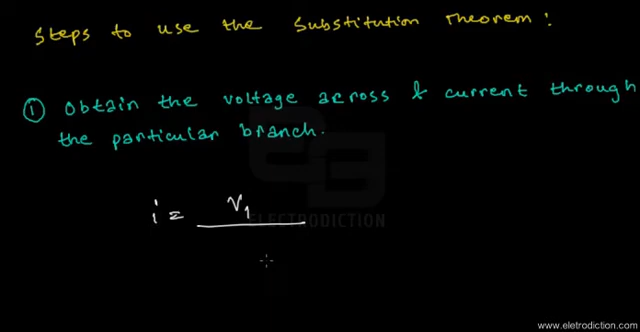 Steps to use the Substitution Theorem:
① Obtain the voltage across & current through
the particular branch.
i = V₁
ELECTRODICTION
www.eletrodiction.com